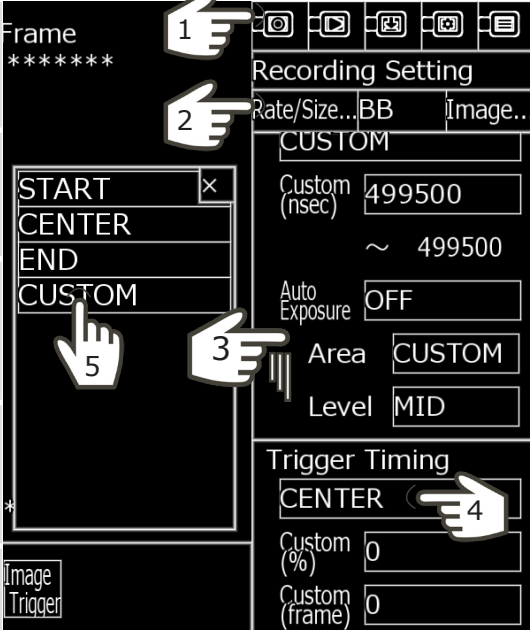 Frame
*******
1
Recording Setting
2
Rate/Size... BB Image..
CUSTOM
Custom
(nsec) 499500
～ 499500
Auto
Exposure OFF
3
Area CUSTOM
Level MID
START ×
CENTER
END
CUSTOM
5
Trigger Timing
CENTER
4
Custom
(%) 0
Custom
(frame) 0
*
Image
Trigger